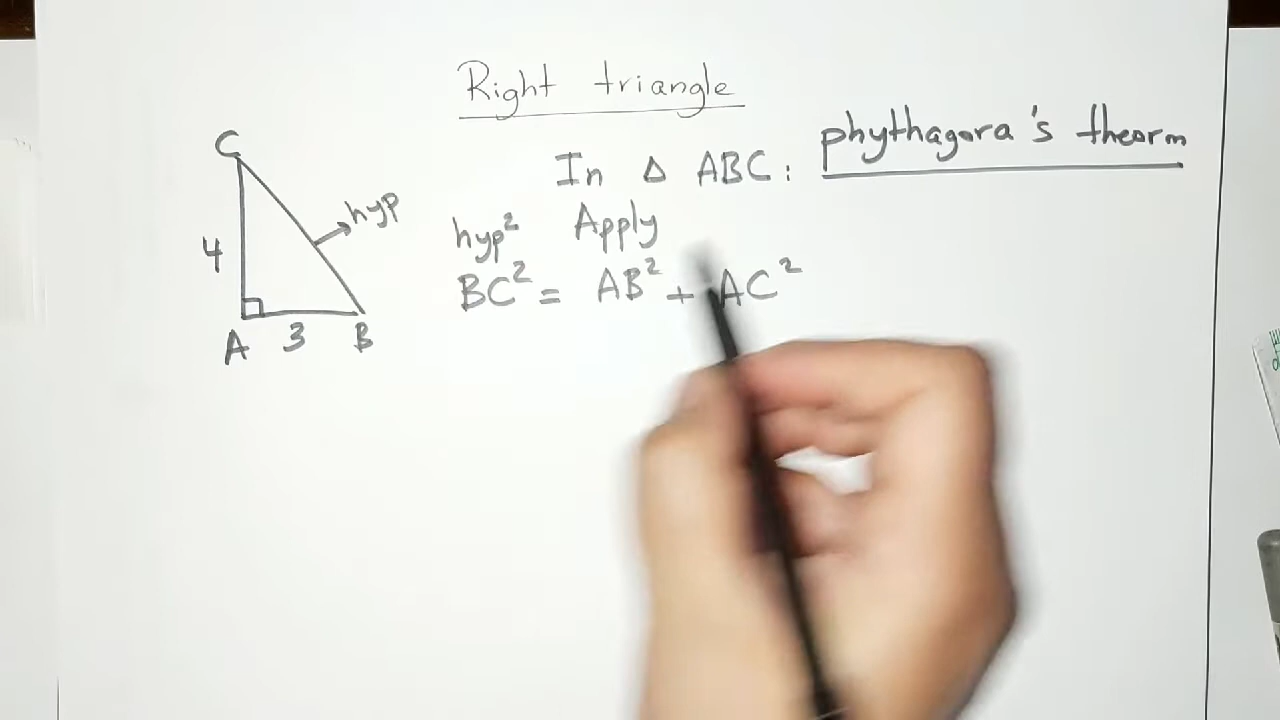 Right triangle
In Δ ABC: phythagora's theorm
C
hyp
hyp² Apply
4
BC² = AB² + AC²
A 3 B